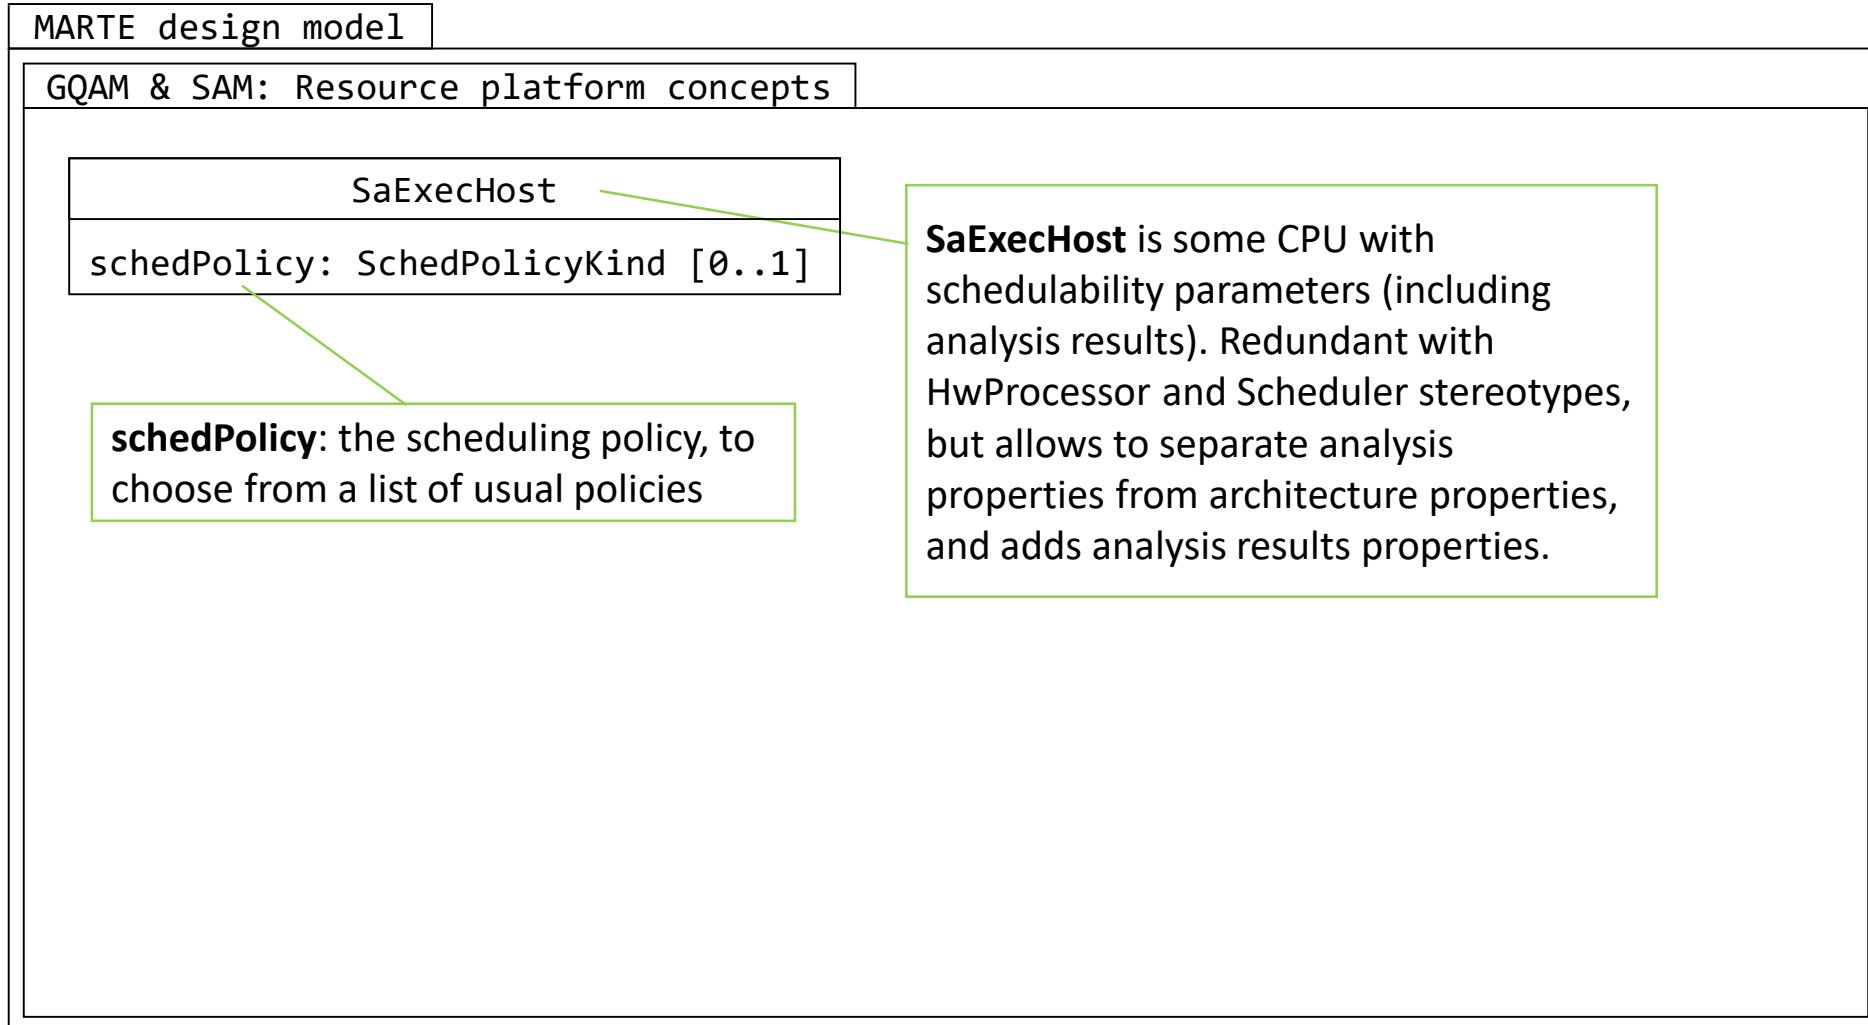 MARTE design model
GQAM & SAM: Resource platform concepts
SaExecHost
schedPolicy: SchedPolicyKind [0..1]
SaExecHost is some CPU with
schedulability parameters (including
analysis results). Redundant with
HwProcessor and Scheduler stereotypes,
but allows to separate analysis
properties from architecture properties,
and adds analysis results properties.
schedPolicy: the scheduling policy, to
choose from a list of usual policies